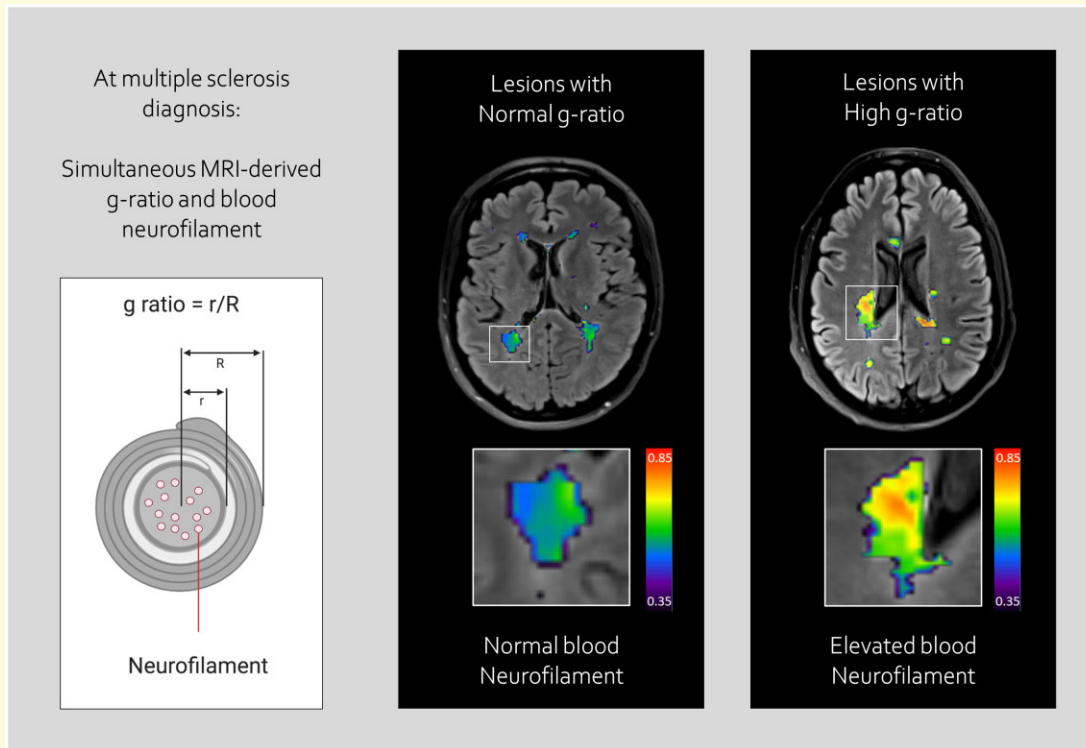 At multiple sclerosis
diagnosis:
Simultaneous MRI-derived
g-ratio and blood
neurofilament
g ratio = r/R
R
r
Neurofilament
Lesions with
Normal g-ratio
0.85
0.35
Normal blood
Neurofilament
Lesions with
High g-ratio
0.85
0.35
Elevated blood
Neurofilament